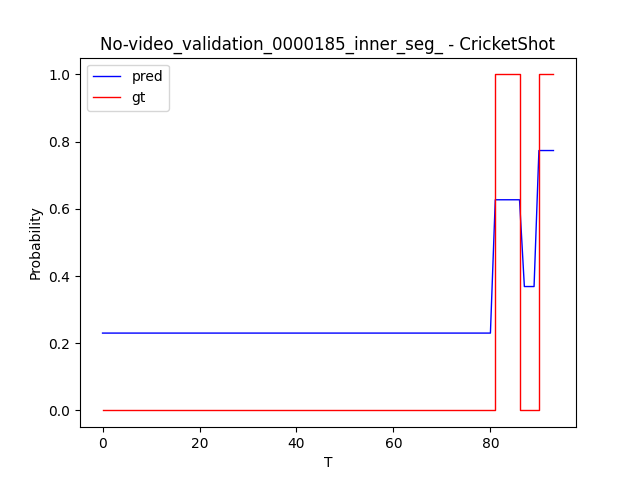 No-video_validation_0000185_inner_seg_ - CricketShot
pred
gt
1.0
0.8
0.6
0.4
0.2
0.0
Probability
0
20
40
60
80
T